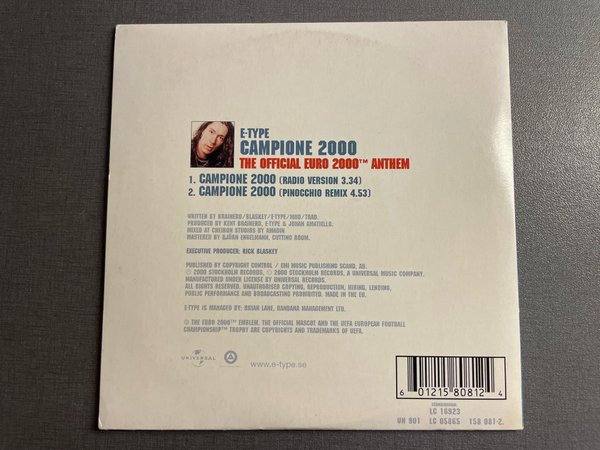 E-TYPE
CAMPIONE 2000
THE OFFICIAL EURO 2000™ ANTHEM
1. CAMPIONE 2000 (RADIO VERSION 3.34)
2. CAMPIONE 2000 (PINOCCHIO REMIX 4.53)
WRITTEN BY BRAINERD/BLASKEY/E-TYPE/MUD/TRAD.
PRODUCED BY KENT BRAINERD, E-TYPE & JOHAN AMATIELLO.
MIXED AT CHEIRON STUDIOS BY AMADIN
MASTERED BY BJÖRN ENGELMANN, CUTTING ROOM.
EXECUTIVE PRODUCER: RICK BLASKEY
PUBLISHED BY COPYRIGHT CONTROL / EMI MUSIC PUBLISHING SCAND, AB.
℗ 2000 STOCKHOLM RECORDS, © 2000 STOCKHOLM RECORDS, A UNIVERSAL MUSIC COMPANY.
MANUFACTURED UNDER LICENSE BY UNIVERSAL RECORDS.
ALL RIGHTS RESERVED. UNAUTHORISED COPYING, REPRODUCTION, HIRING, LENDING,
PUBLIC PERFORMANCE AND BROADCASTING PROHIBITED. MADE IN THE EU.
E-TYPE IS MANAGED BY: BRIAN LANE, BANDANA MANAGEMENT LTD.
© THE EURO 2000™ EMBLEM, THE OFFICIAL MASCOT AND THE UEFA EUROPEAN FOOTBALL
CHAMPIONSHIP™ TROPHY ARE COPYRIGHTS AND TRADEMARKS OF UEFA.
UNIVERSAL
www.e-type.se
6 01215 80812 4
LC 16923
UN 901 LC 05865 158 081-2.